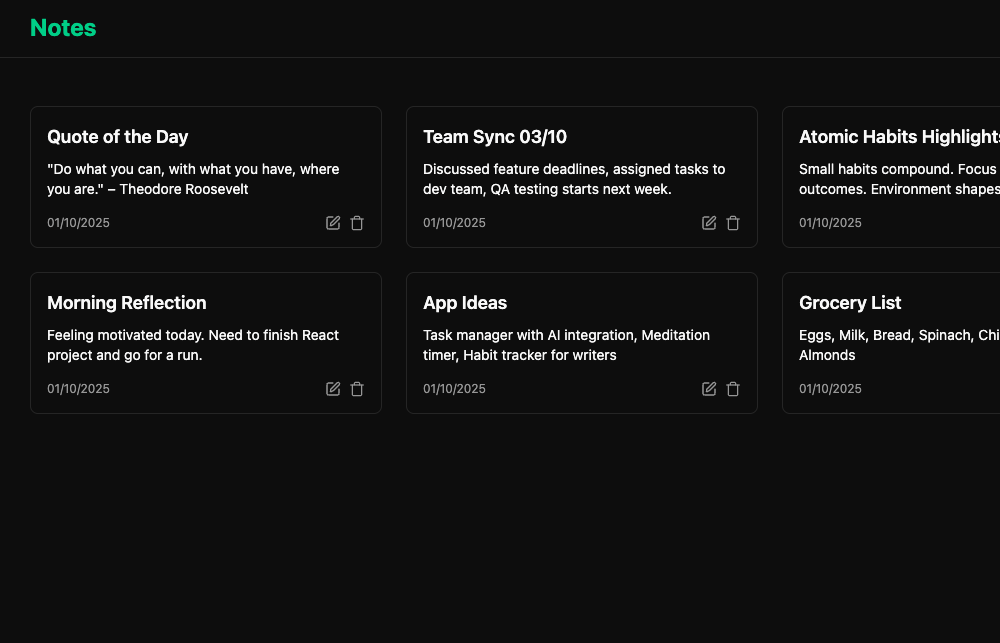 Notes
Quote of the Day
"Do what you can, with what you have, where
you are." – Theodore Roosevelt
01/10/2025
Team Sync 03/10
Discussed feature deadlines, assigned tasks to
dev team, QA testing starts next week.
01/10/2025
Atomic Habits Highlights
Small habits compound. Focus
outcomes. Environment shapes
01/10/2025
Morning Reflection
Feeling motivated today. Need to finish React
project and go for a run.
01/10/2025
App Ideas
Task manager with AI integration, Meditation
timer, Habit tracker for writers
01/10/2025
Grocery List
Eggs, Milk, Bread, Spinach,
Almonds
01/10/2025